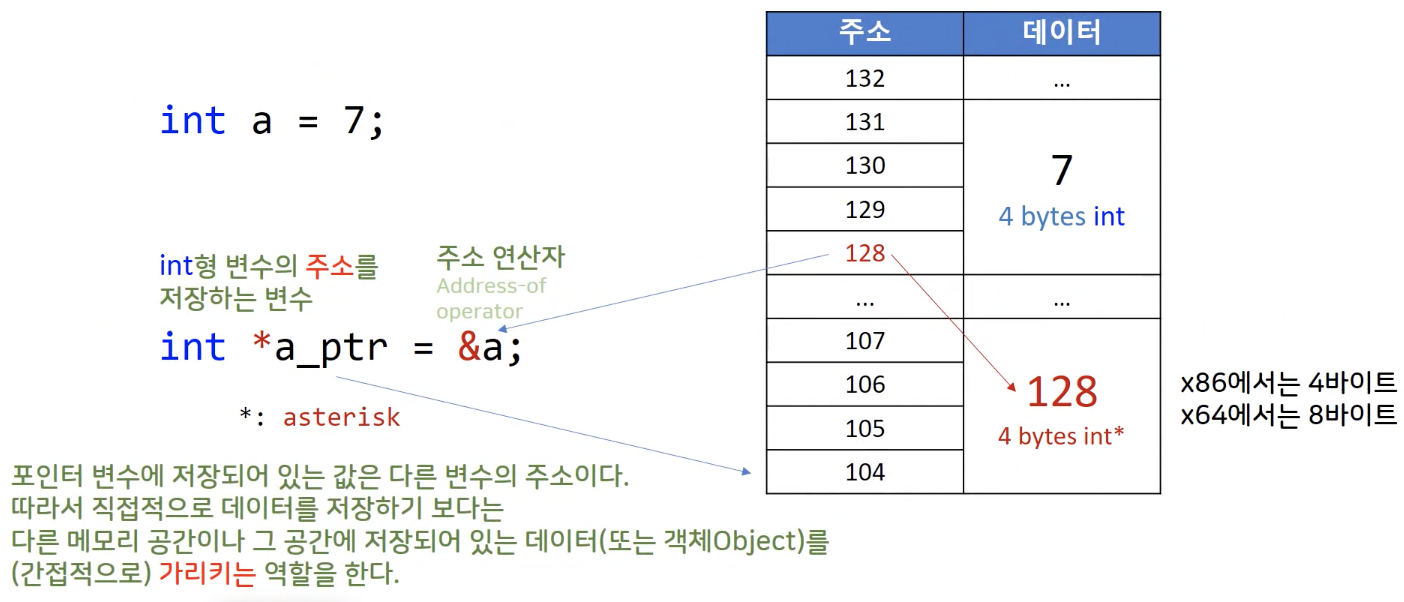 int a = 7;
int형 변수의 주소를
저장하는 변수
주소 연산자
Address-of
operator
int *a_ptr = &a;
*: asterisk
포인터 변수에 저장되어 있는 값은 다른 변수의 주소이다.
따라서 직접적으로 데이터를 저장하기 보다는
다른 메모리 공간이나 그 공간에 저장되어 있는 데이터(또는 객체Object)를
(간접적으로) 가리키는 역할을 한다.
주소 데이터
132 ...
131
130
129
128
7
4 bytes int
... ...
107
106
105
104
128
4 bytes int*
x86에서는 4바이트
x64에서는 8바이트